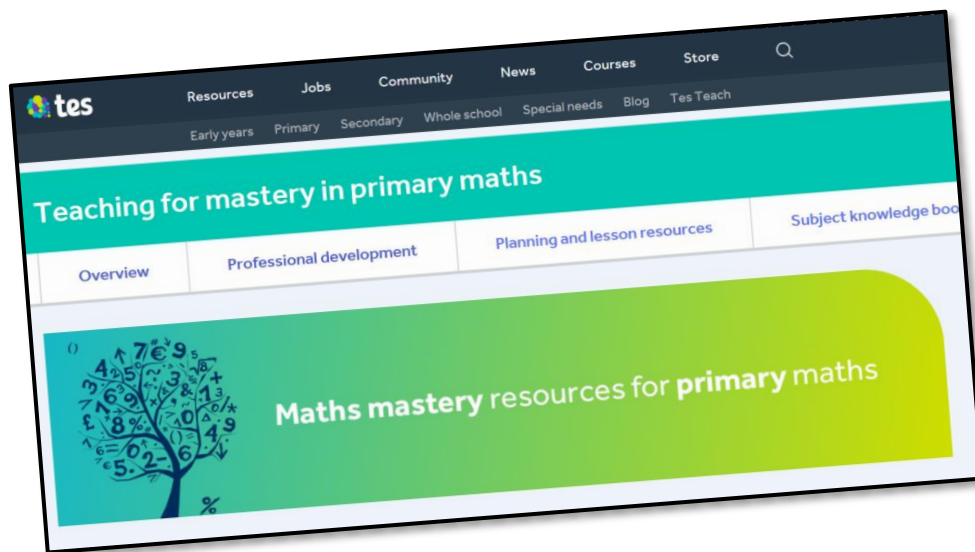 tes
Resources Jobs Community News Courses Store
Early years Primary Secondary Whole school Special needs Blog Tes Teach
Teaching for mastery in primary maths
Overview Professional development Planning and lesson resources Subject knowledge boo
Maths mastery resources for primary maths